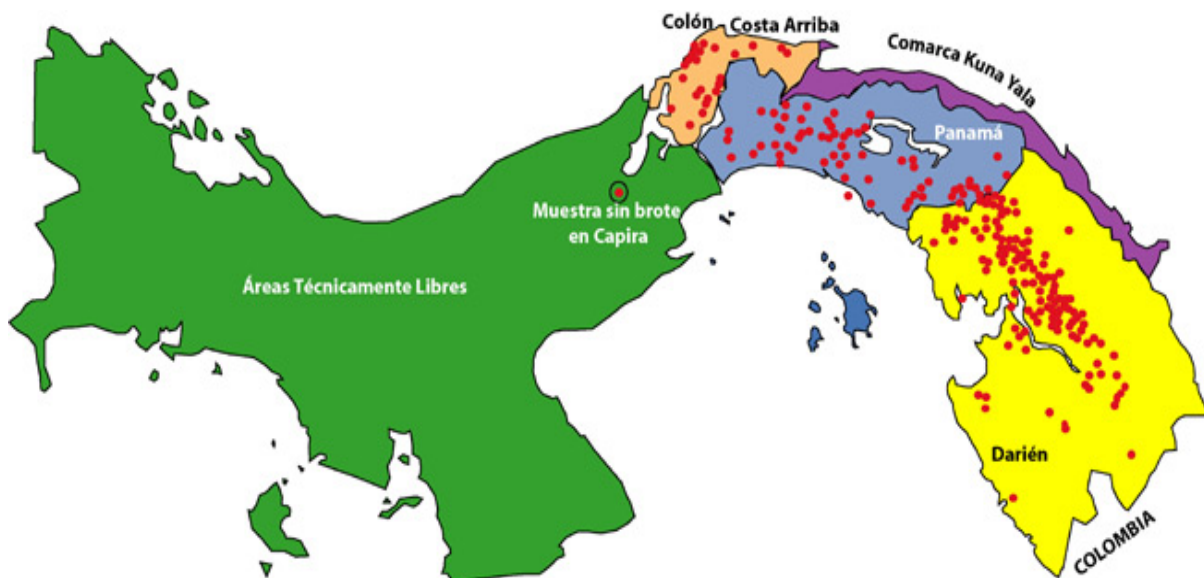 Colón
Costa Arriba
Comarca Kuna Yala
Panamá
Muestra sin brote
en Capira
Áreas Técnicamente Libres
Darién
COLOMBIA